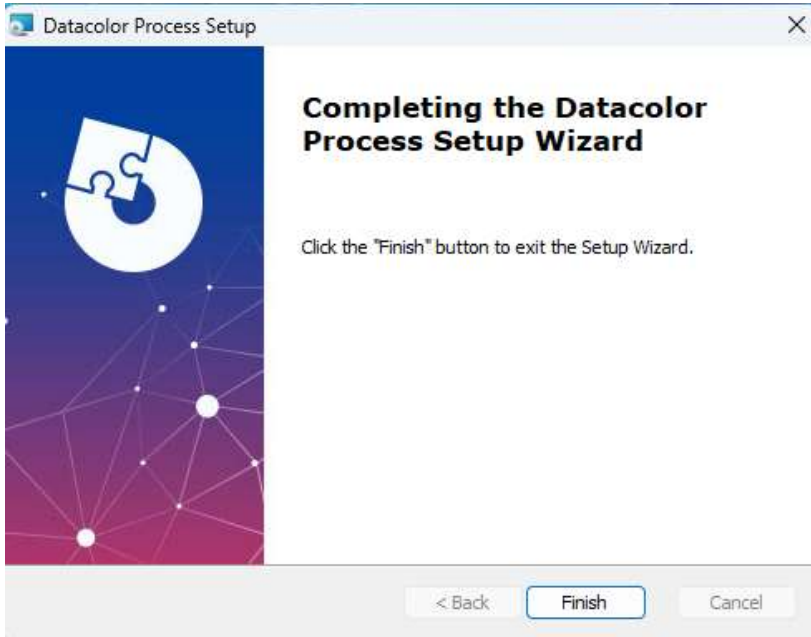 Datacolor Process Setup
Completing the Datacolor
Process Setup Wizard
Click the "Finish" button to exit the Setup Wizard.
< Back
Finish
Cancel